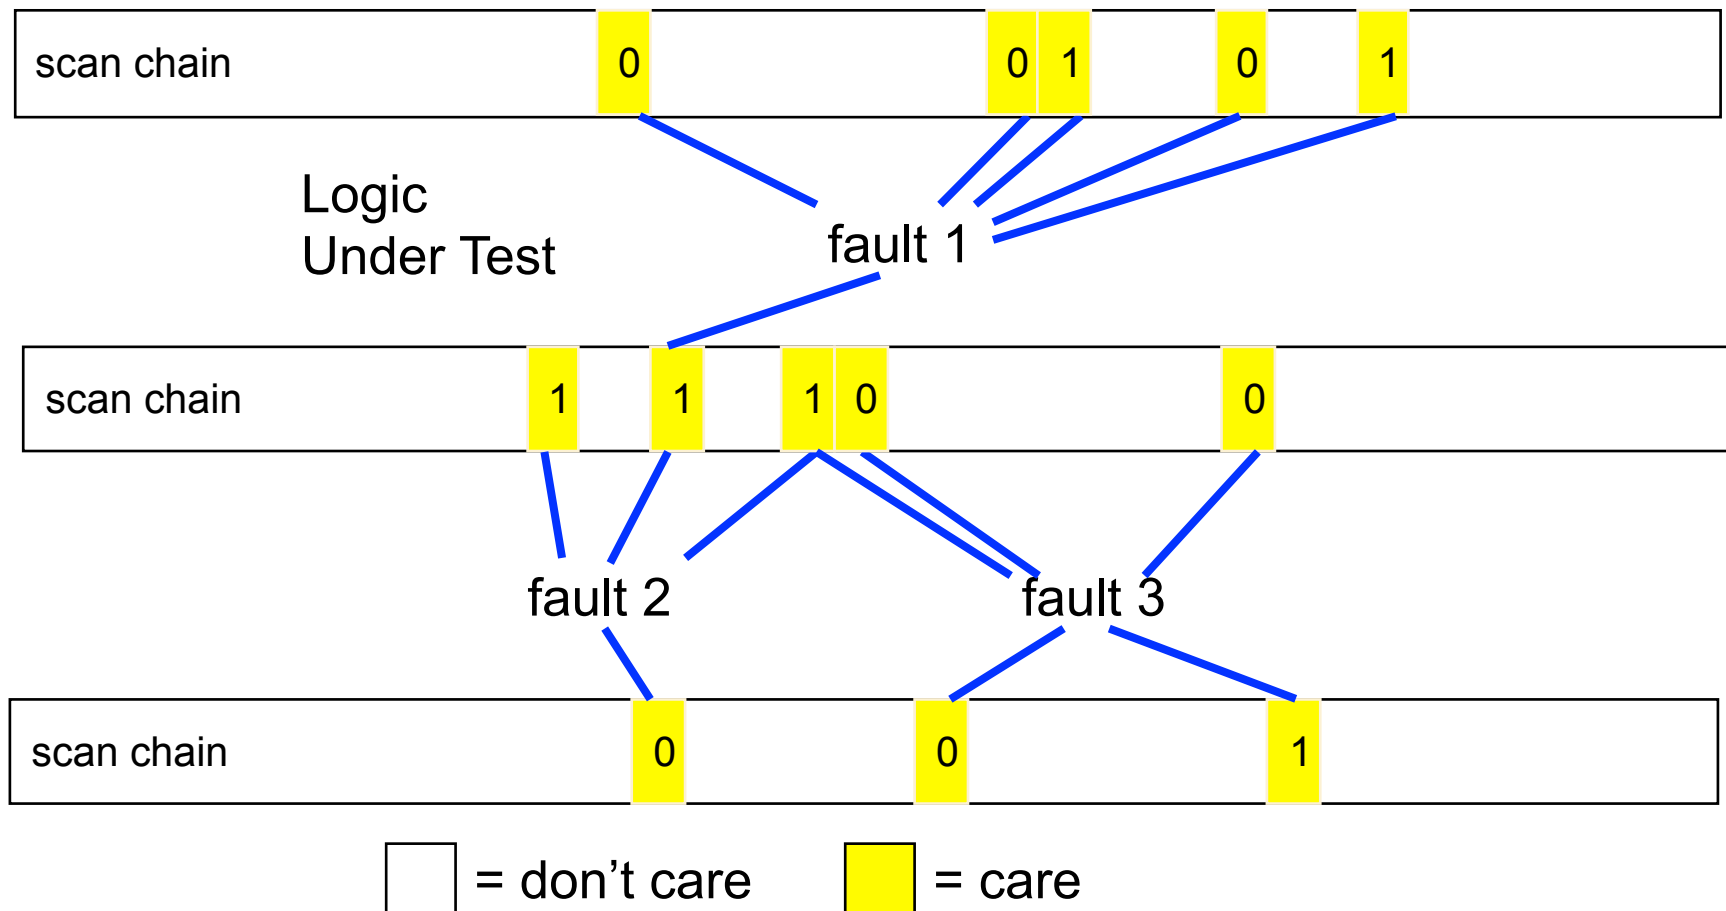 scan chain 0 0 1 0 1
Logic
Under Test
fault 1
scan chain 1 1 1 0 0
fault 2 fault 3
scan chain 0 0 1
= don’t care = care